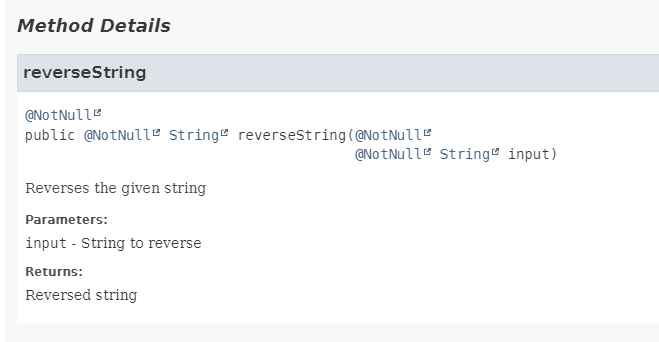 Method Details
reverseString
@NotNull
public @NotNull String reverseString(@NotNull
@NotNull String input)
Reverses the given string
Parameters:
input - String to reverse
Returns:
Reversed string